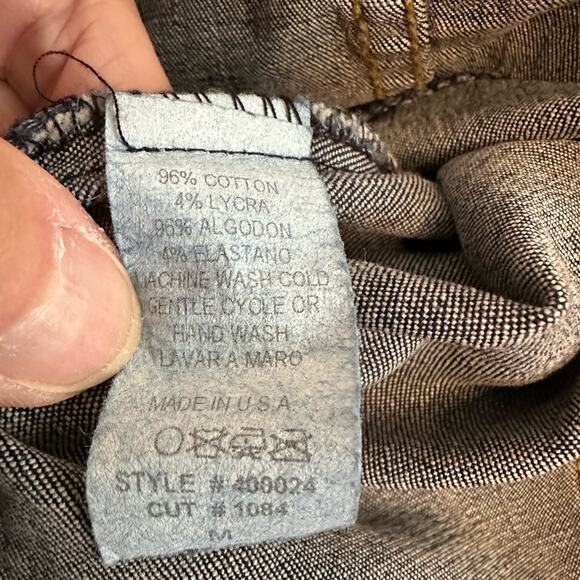 96% COTTON
4% LYCRA
96% ALGODON
4% ELASTANO
MACHINE WASH COLD
GENTLE CYCLE OR
HAND WASH
LAVAR A MARO
MADE IN U.S.A
STYLE # 400024
CUT # 1084
M